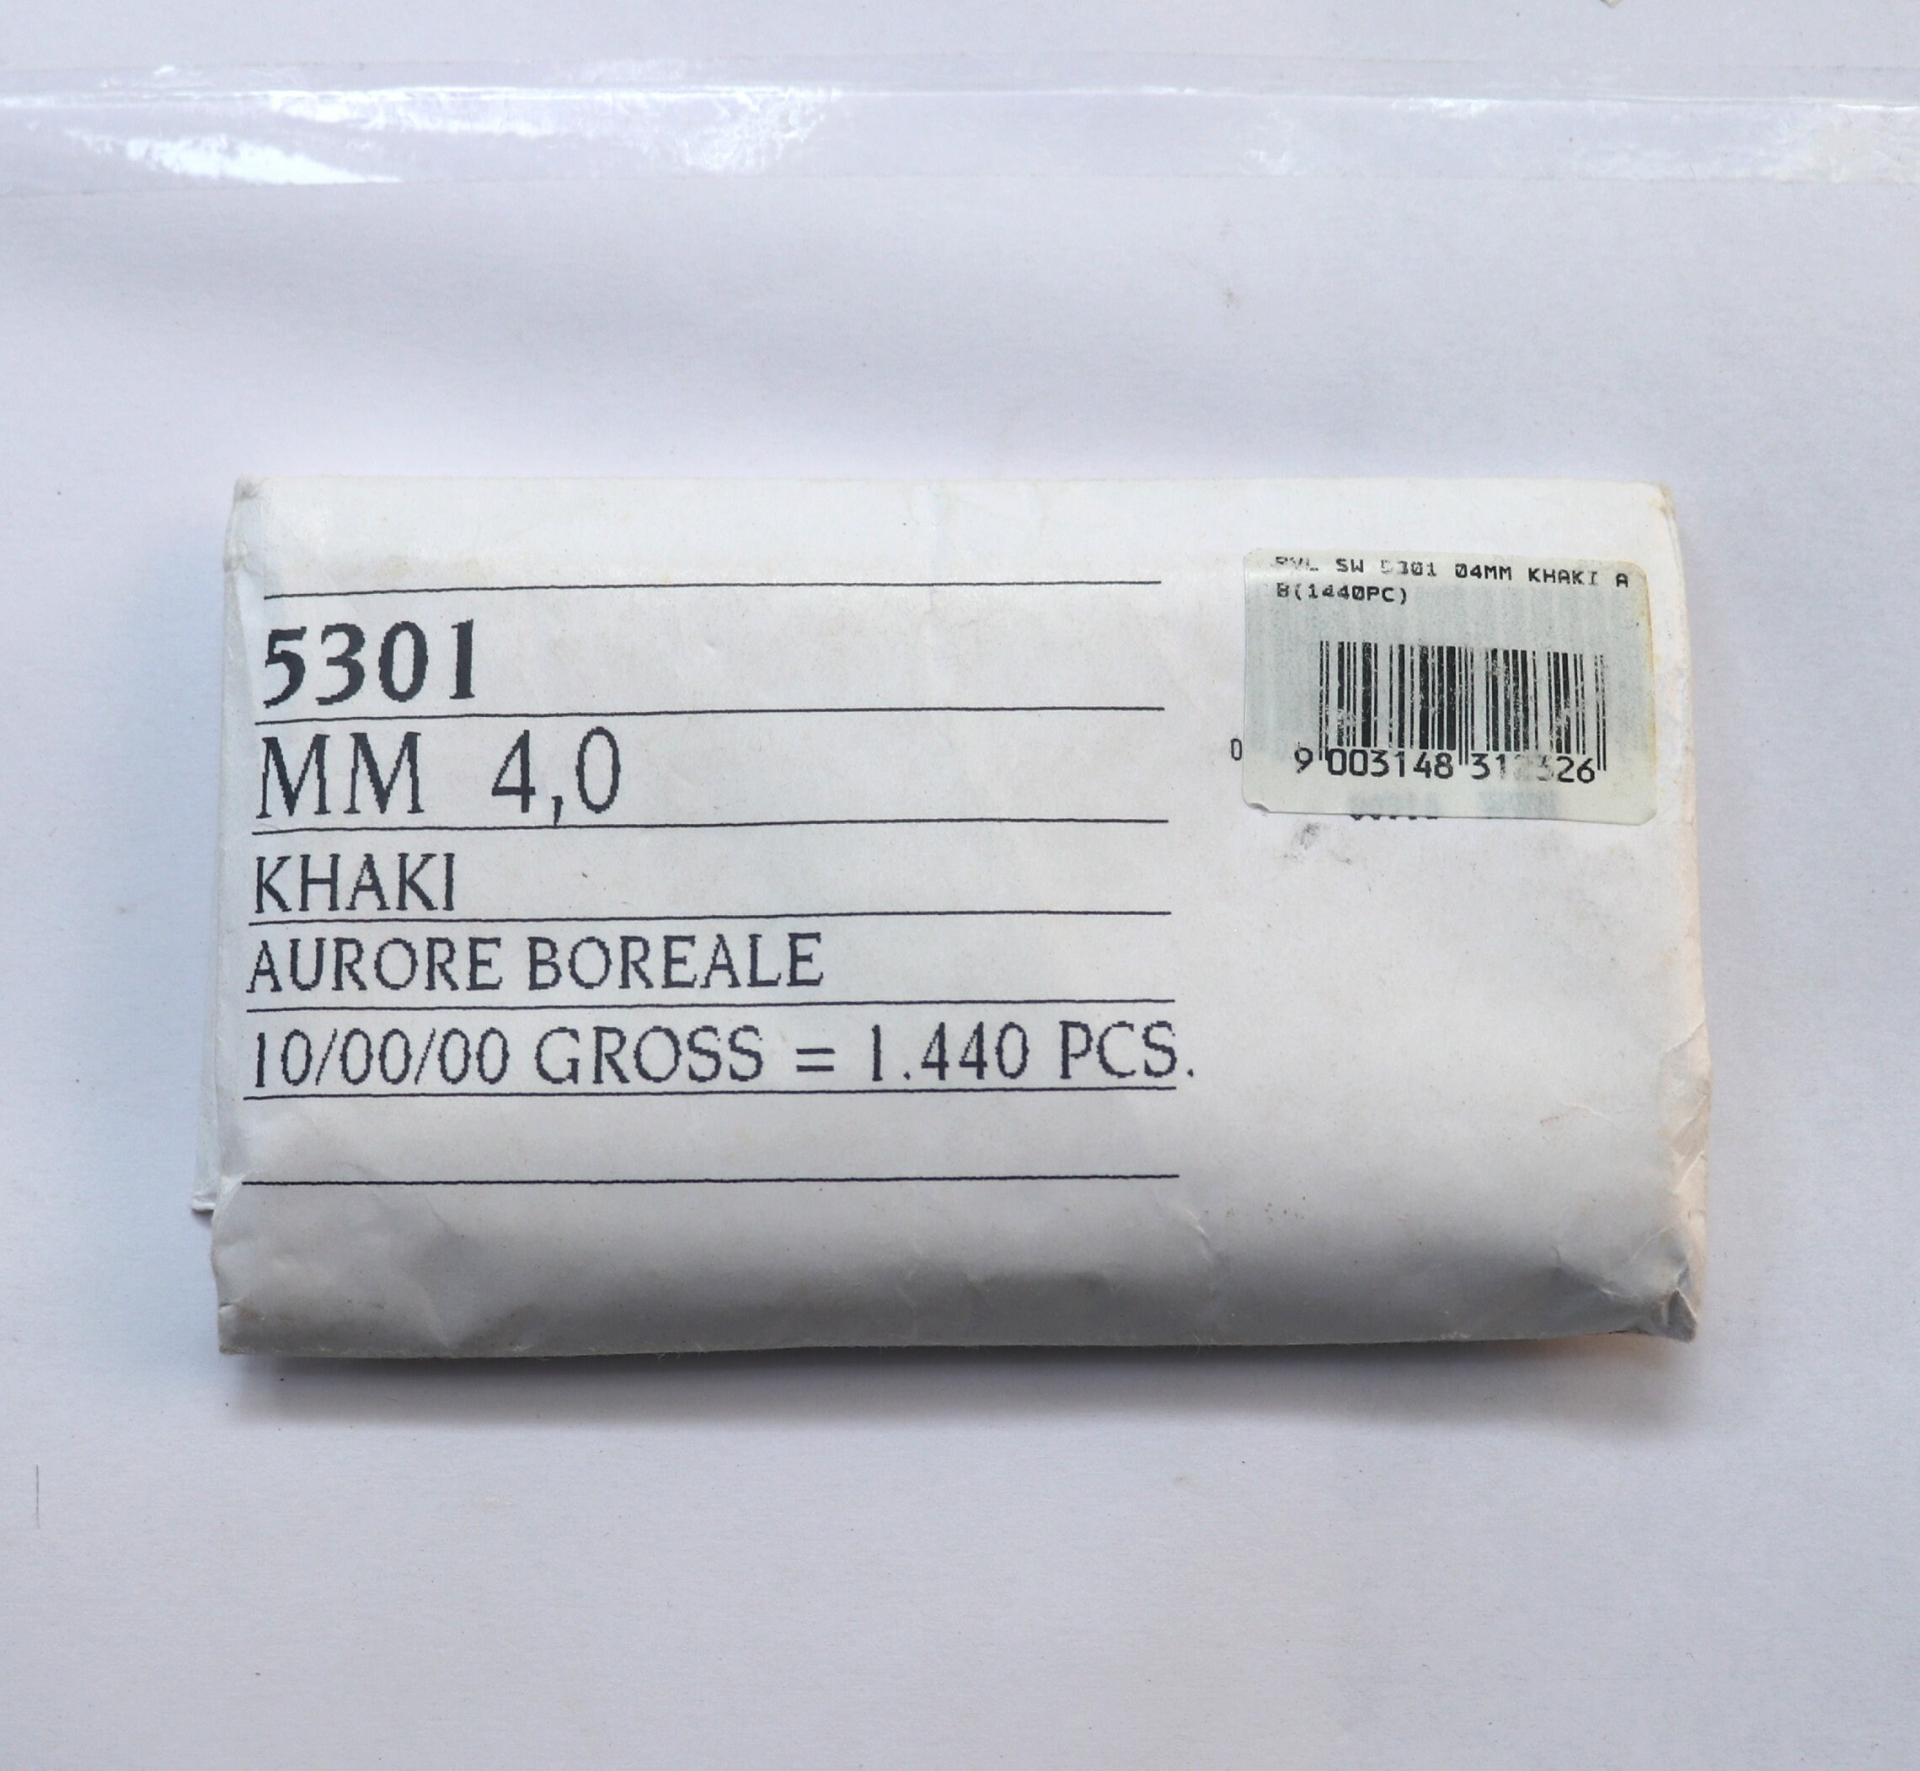 5301
MM 4,0
KHAKI
AURORE BOREALE
10/00/00 GROSS = 1.440 PCS.
SW 5301 04MM KHAKI A
B(1440PC)
0
9 003148